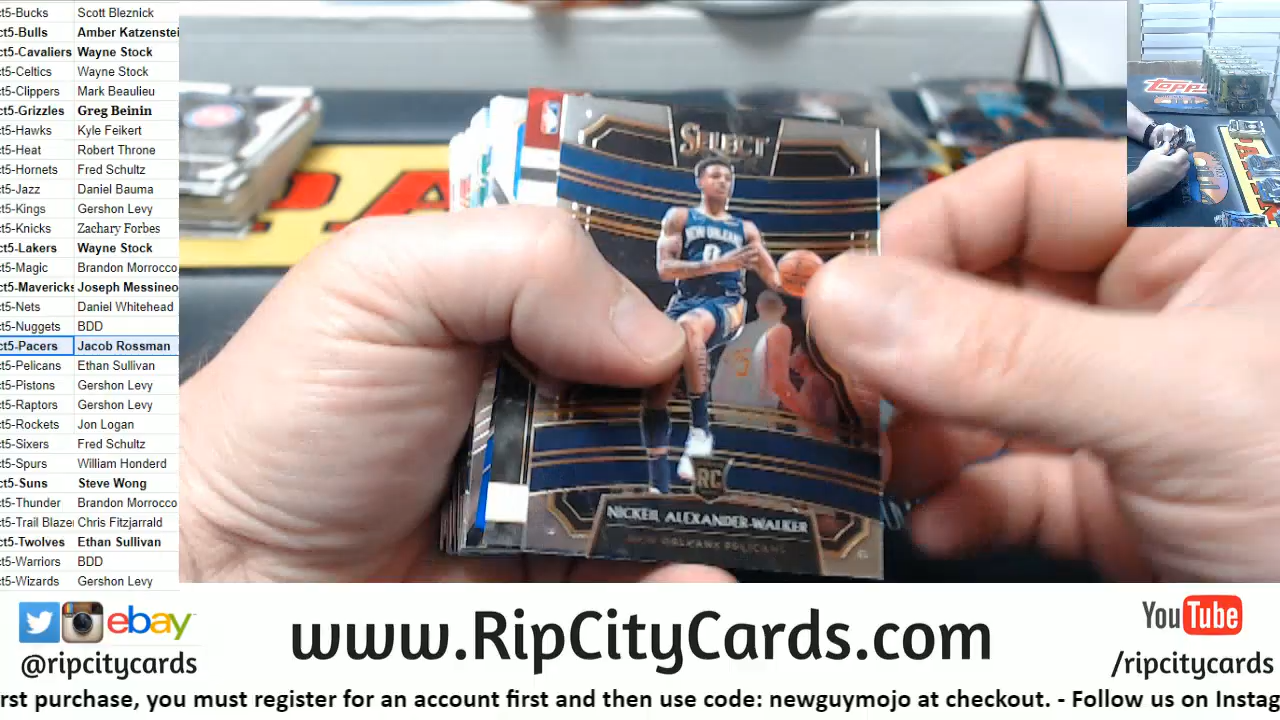 ct5-Bucks Scott Bleznick
ct5-Bulls Amber Katzenstei
ct5-Cavaliers Wayne Stock
ct5-Celtics Wayne Stock
ct5-Clippers Mark Beaulieu
ct5-Grizzles Greg Beinin
ct5-Hawks Kyle Feikert
ct5-Heat Robert Throne
ct5-Hornets Fred Schultz
ct5-Jazz Daniel Bauma
ct5-Kings Gershon Levy
ct5-Knicks Zachary Forbes
ct5-Lakers Wayne Stock
ct5-Magic Brandon Morrocco
ct5-Mavericks Joseph Messineo
ct5-Nets Daniel Whitehead
ct5-Nuggets BDD
ct5-Pacers Jacob Rossman
ct5-Pelicans Ethan Sullivan
ct5-Pistons Gershon Levy
ct5-Raptors Gershon Levy
ct5-Rockets Jon Logan
ct5-Sixers Fred Schultz
ct5-Spurs William Honderd
ct5-Suns Steve Wong
ct5-Thunder Brandon Morrocco
ct5-Trail Blaze Chris Fitzjarrald
ct5-Twolves Ethan Sullivan
ct5-Warriors BDD
ct5-Wizards Gershon Levy
SELECT
NEW ORLEANS
0
RC
NICKEIL ALEXANDER-WALKER
NEW ORLEANS PELICANS
topps
ebay
@ripcitycards
www.RipCityCards.com
YouTube
/ripcitycards
rst purchase, you must register for an account first and then use code: newguymojo at checkout. - Follow us on Instag